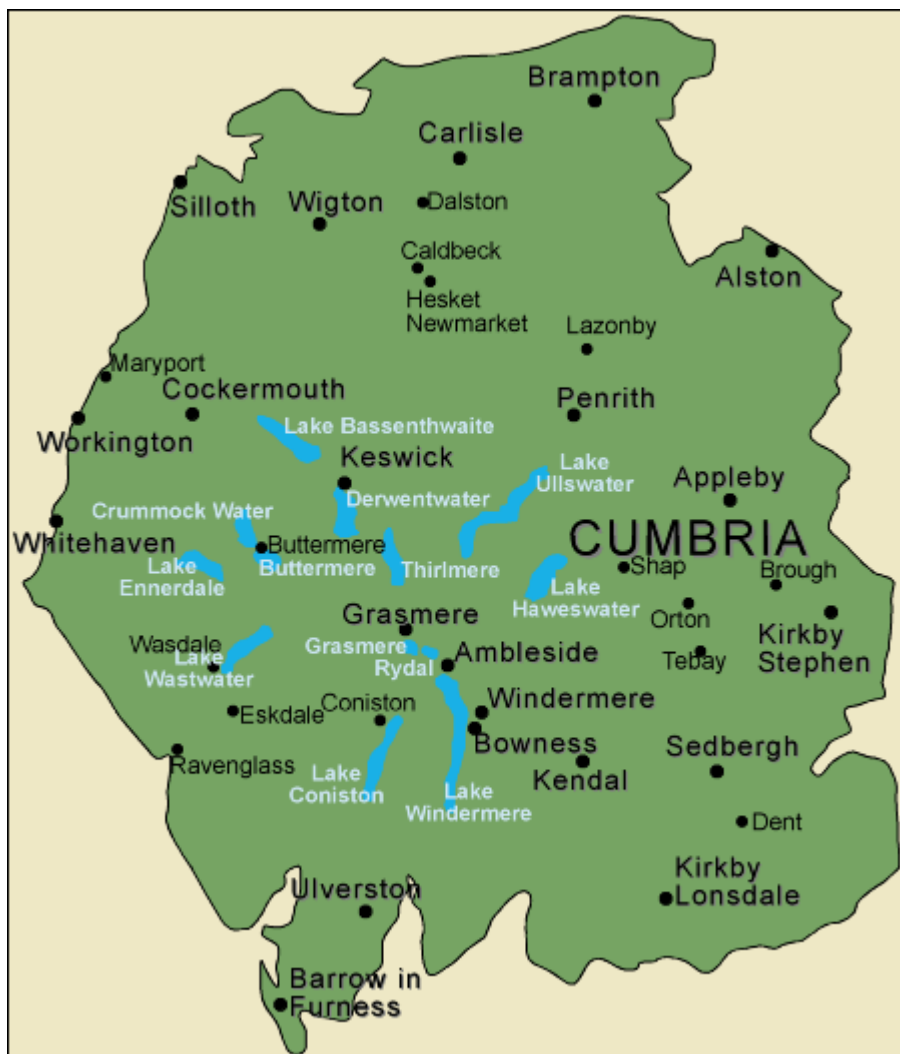 Brampton
Carlisle
Silloth
Wigton
Dalston
Caldbeck
Hesket
Newmarket
Alston
Lazonby
Maryport
Cockermouth
Penrith
Workington
Lake Bassenthwaite
Keswick
Lake
Ullswater
Derwentwater
Appleby
Crummock Water
Whitehaven
Buttermere
CUMBRIA
Lake
Ennerdale
Buttermere
Thirlmere
Shap
Brough
Lake
Haweswater
Grasmere
Orton
Kirkby
Stephen
Wasdale
Lake
Wastwater
Grasmere
Rydal
Ambleside
Tebay
Eskdale
Coniston
Windermere
Bowness
Ravenglass
Sedbergh
Lake
Coniston
Lake
Windermere
Kendal
Dent
Ulverston
Kirkby
Lonsdale
Barrow in
Furness